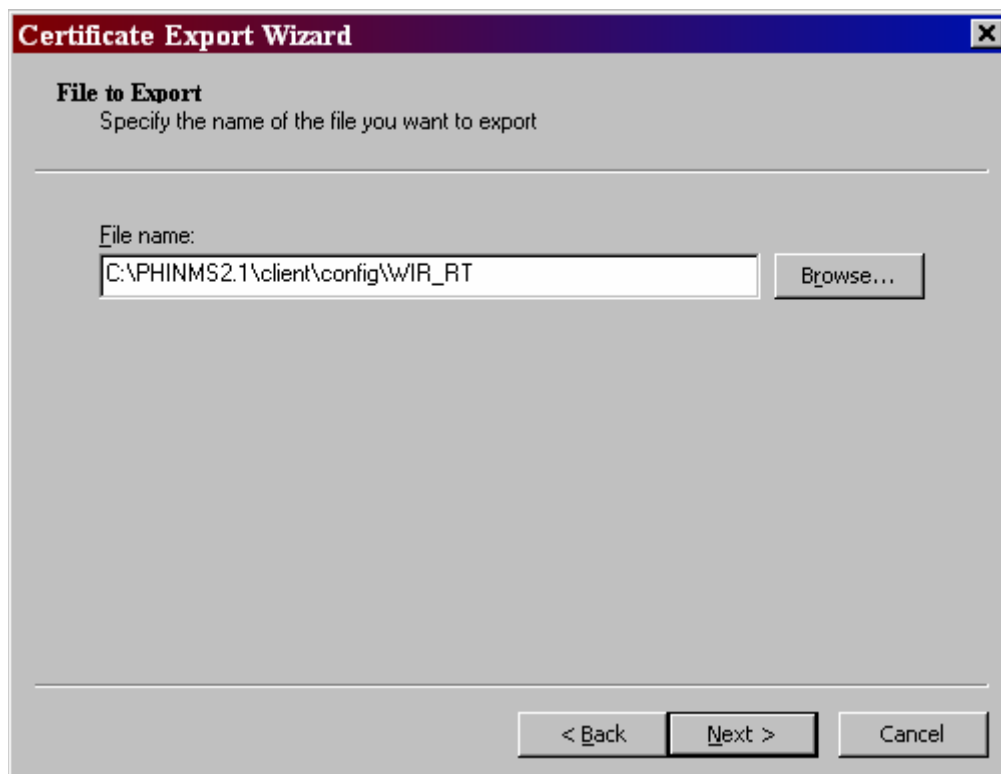 Certificate Export Wizard
File to Export
Specify the name of the file you want to export
File name:
C:\PHINMS2.1\client\config\WIR_RT
Browse...
< Back
Next >
Cancel